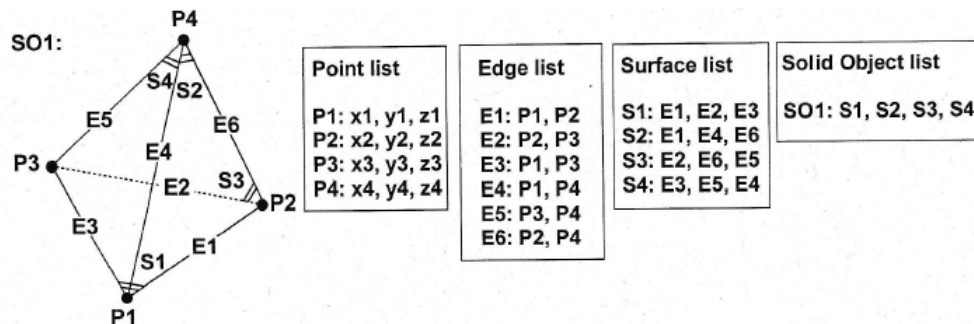 SO1:
P4
S4
S2
E5
E6
E4
P3
E2
S3
P2
E3
S1
E1
P1
Point list
P1: x1, y1, z1
P2: x2, y2, z2
P3: x3, y3, z3
P4: x4, y4, z4
Edge list
E1: P1, P2
E2: P2, P3
E3: P1, P3
E4: P1, P4
E5: P3, P4
E6: P2, P4
Surface list
S1: E1, E2, E3
S2: E1, E4, E6
S3: E2, E6, E5
S4: E3, E5, E4
Solid Object list
SO1: S1, S2, S3, S4